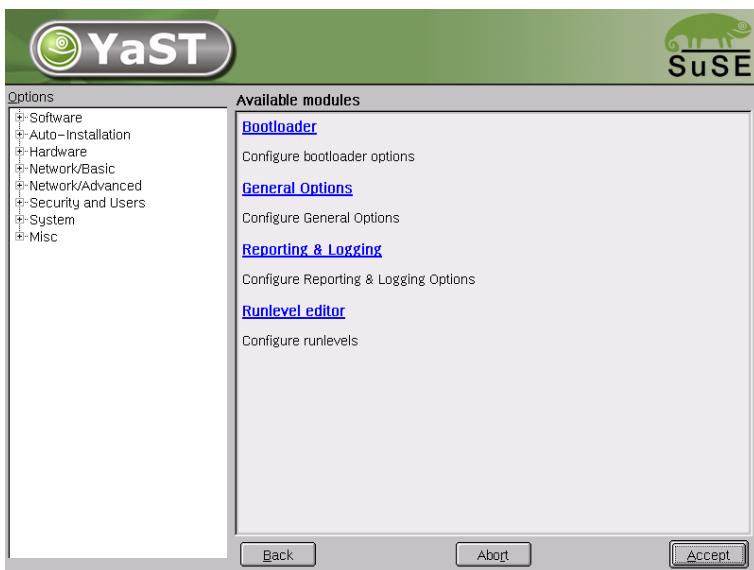 YaST
SuSE
Options
Software
Auto-Installation
Hardware
Network/Basic
Network/Advanced
Security and Users
System
Misc
Available modules
Bootloader
Configure bootloader options
General Options
Configure General Options
Reporting & Logging
Configure Reporting & Logging Options
Runlevel editor
Configure runlevels
Back
Abort
Accept